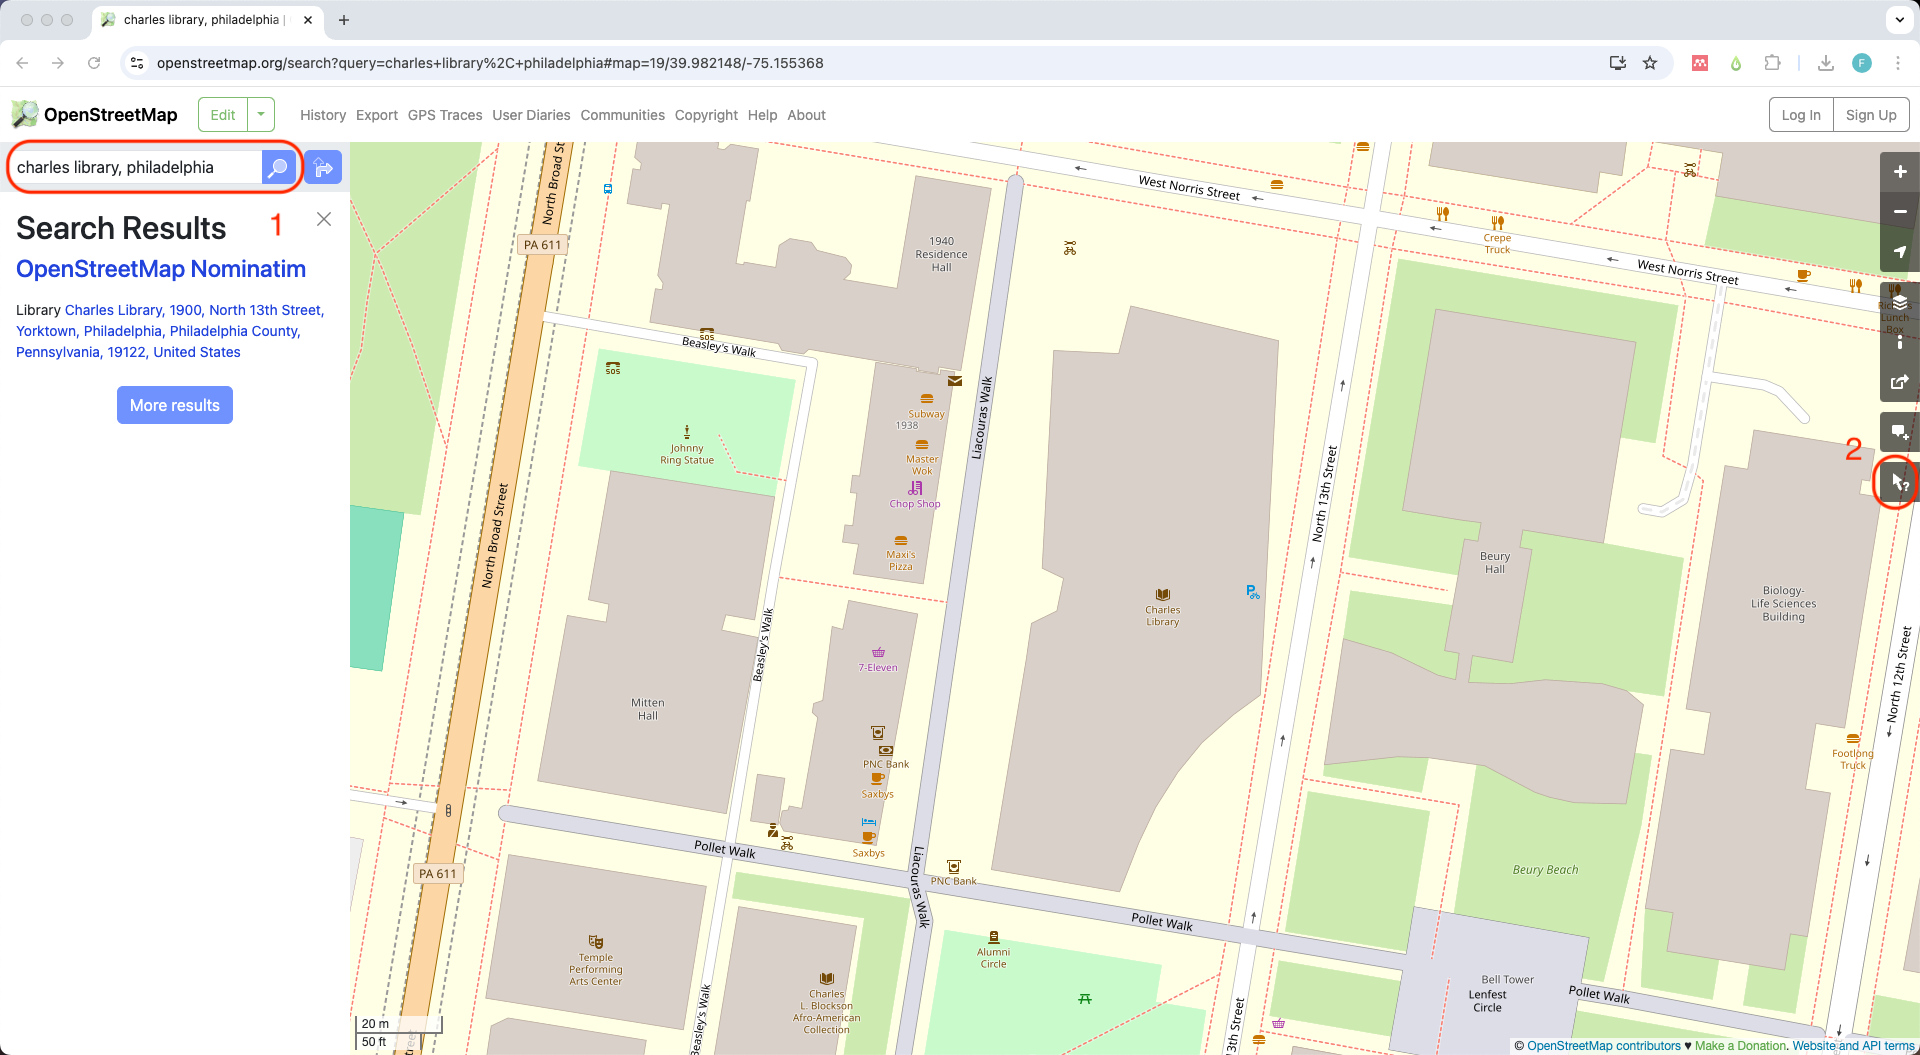 charles library, philadelphia |
openstreetmap.org/search?query=charles+library%2C+philadelphia#map=19/39.982148/-75.155368
F
OpenStreetMap
Edit
History
Export
GPS Traces
User Diaries
Communities
Copyright
Help
About
Log In
Sign Up
charles library, philadelphia
Search Results
1
OpenStreetMap Nominatim
Library Charles Library, 1900, North 13th Street,
Yorktown, Philadelphia, Philadelphia County,
Pennsylvania, 19122, United States
More results
North Broad St
PA 611
West Norris Street
1940
Residence
Hall
Crepe
Truck
West Norris Street
Lunch
Box
SOS
Beasley's Walk
SOS
Subway
1938
Liacouras Walk
Johnny
Ring Statue
Master
Wok
Chop Shop
2
?
North 13th Street
North Broad Street
Maxi's
Pizza
Beury
Hall
Charles
Library
P
Biology-
Life Sciences
Building
Beasley's Walk
7-Eleven
North 12th Street
Mitten
Hall
PNC Bank
Saxbys
Footlong
Truck
Pollet Walk
Saxbys
PA 611
PNC Bank
Liacouras Walk
Beury Beach
Pollet Walk
Temple
Performing
Arts Center
Alumni
Circle
Charles
L. Blockson
Afro-American
Collection
Bell Tower
Lenfest
Circle
Pollet Walk
Beasley's Walk
13th Street
20 m
50 ft
treet
© OpenStreetMap contributors ♥ Make a Donation. Website and API terms